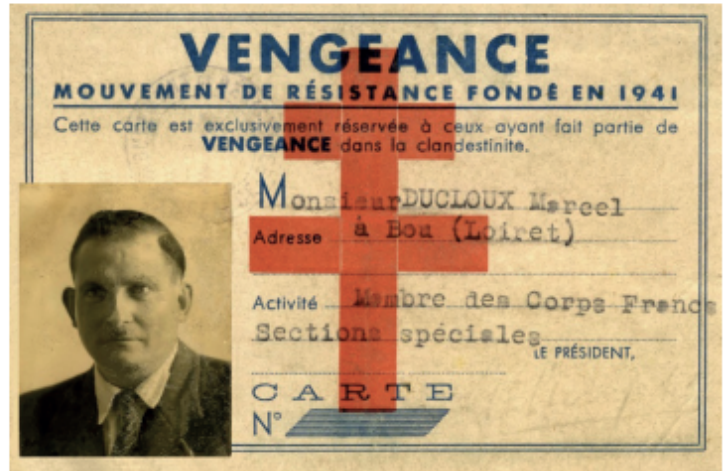 VENGEANCE
MOUVEMENT DE RÉSISTANCE FONDÉ EN 1941
Cette carte est exclusivement réservée à ceux ayant fait partie de
VENGEANCE dans la clandestinité.
Monsieur DUCLOUX Marcel
Adresse à Bou (Loiret)
Activité Membre des Corps Francs
Sections spéciales
LE PRÉSIDENT,
CARTE
N°